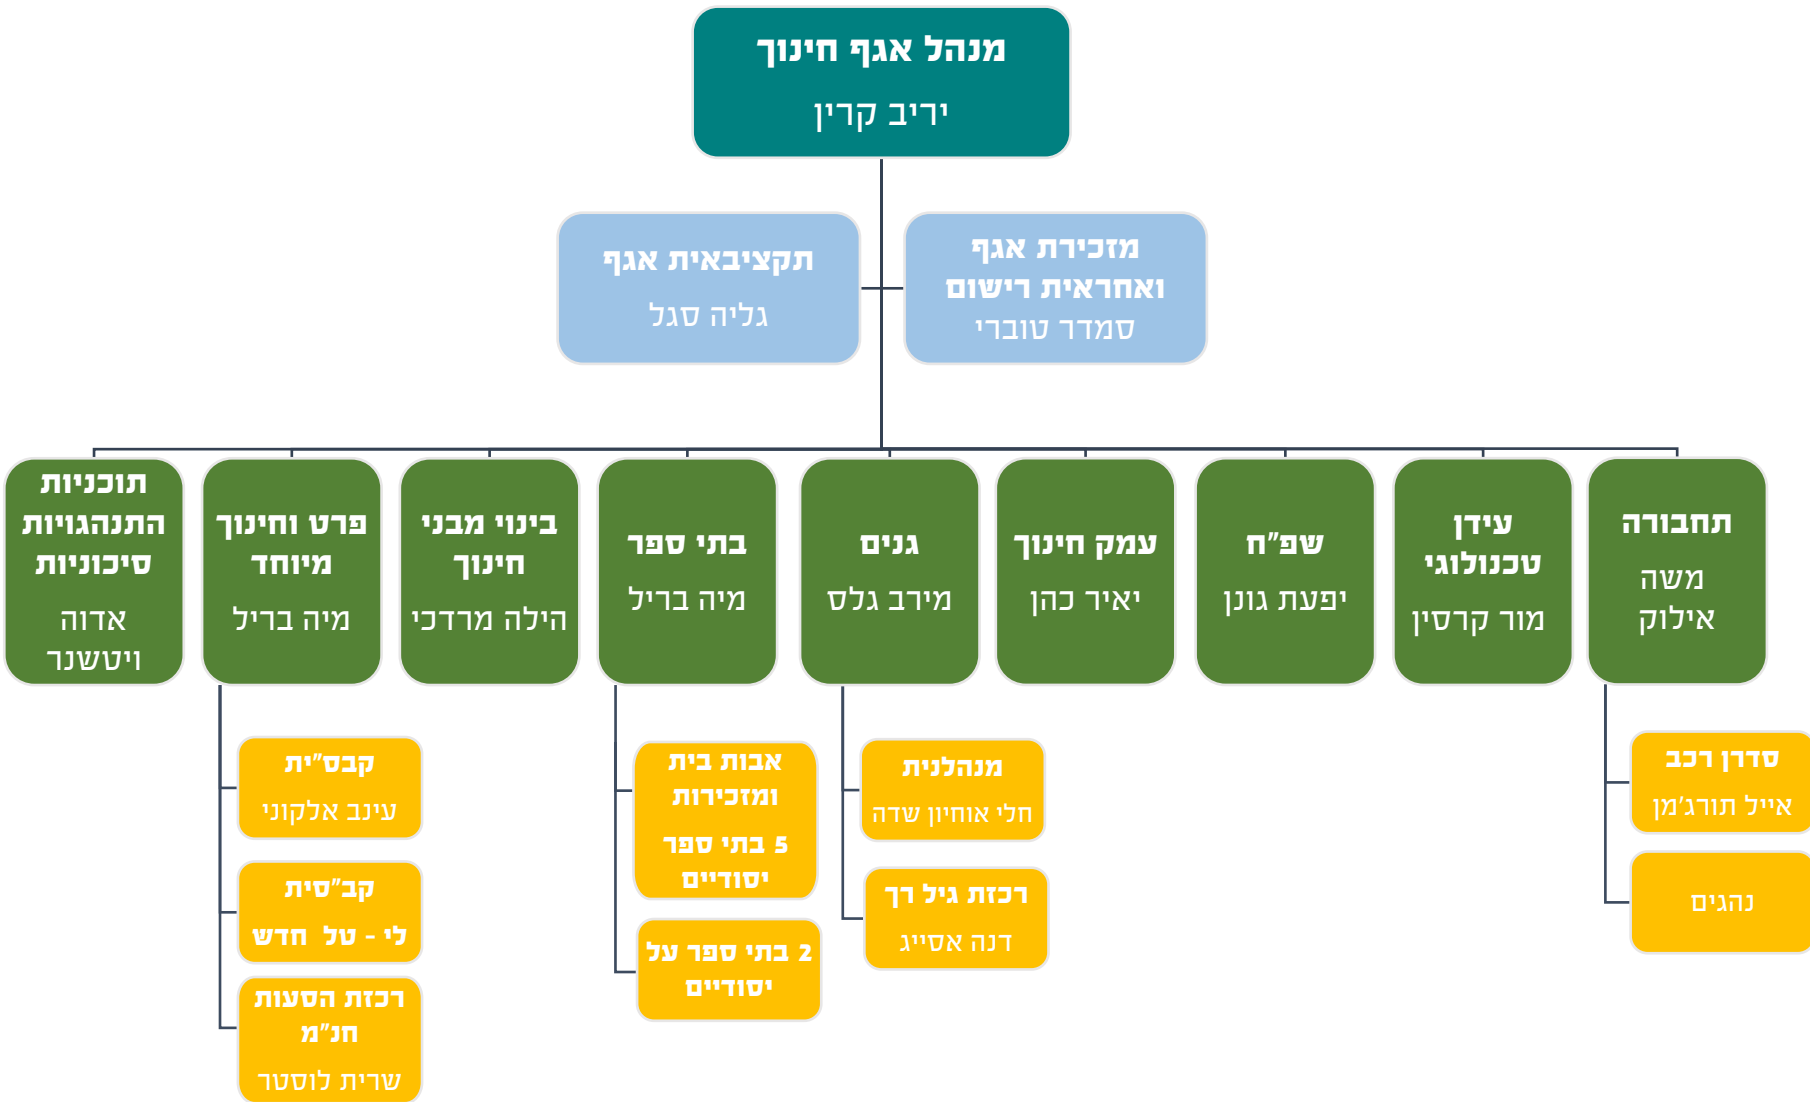 מנהל אגף חינוך
יריב קרין
מזכירת אגף
ואחראית רישום
סמדר טוברי
תקציבאית אגף
גליה סגל
תחבורה
משה
אילוק
עידן
טכנולוגי
מור קרסין
שפ"ח
יפעת גונן
עמק חינוך
יאיר כהן
גנים
מירב גלס
בתי ספר
מיה בריל
בינוי מבני
חינוך
הילה מרדכי
פרט וחינוך
מיוחד
מיה בריל
תוכניות
התנהגויות
סיכוניות
אדוה
ויטשנר
סדרן רכב
אייל תורג'מן
נהגים
מנהלנית
חלי אוחיון שדה
רכזת גיל רך
דנה אסייג
אבות בית
ומזכירות
5 בתי ספר
יסודיים
2 בתי ספר על
יסודיים
קבס"ית
עינב אלקוני
קב"סית
לי - טל חדש
רכזת הסעות
חנ"מ
שרית לוסטר